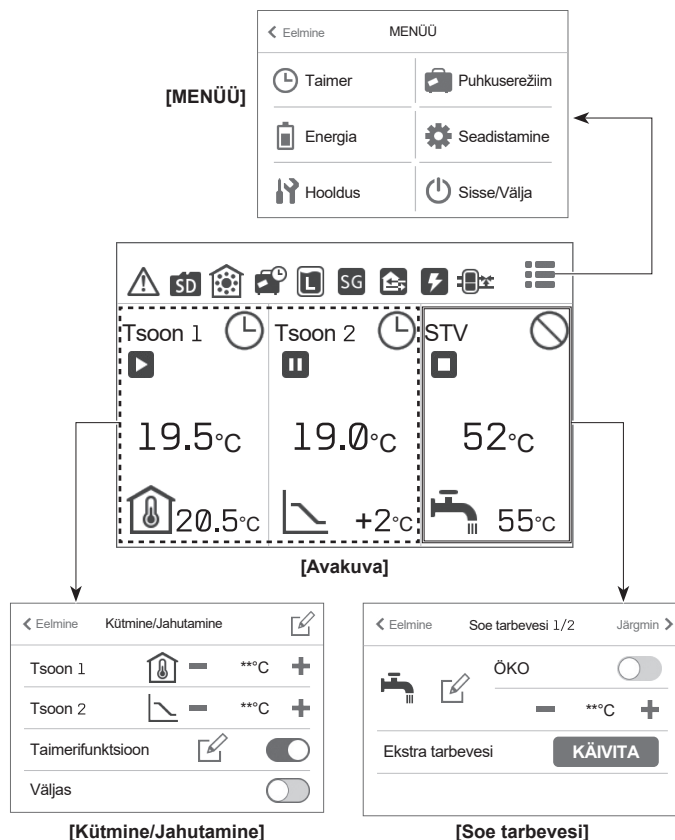 Eelmine MENÜÜ
Taimer Puhkuserežiim
[MENÜÜ]
Energia Seadistamine
Hooldus Sisse/Välja
SD L SG
Tsoon 1 Tsoon 2 STV
19.5°C 19.0°C 52°C
20.5°C +2°C 55°C
[Avakuva]
Eelmine Kütmine/Jahutamine
Tsoon 1 **°C
Tsoon 2 **°C
Taimerifunktsioon
Väljas
[Kütmine/Jahutamine]
Eelmine Soe tarbevesi 1/2 Järgmin
ÖKO
**°C
Ekstra tarbevesi KÄIVITA
[Soe tarbevesi]